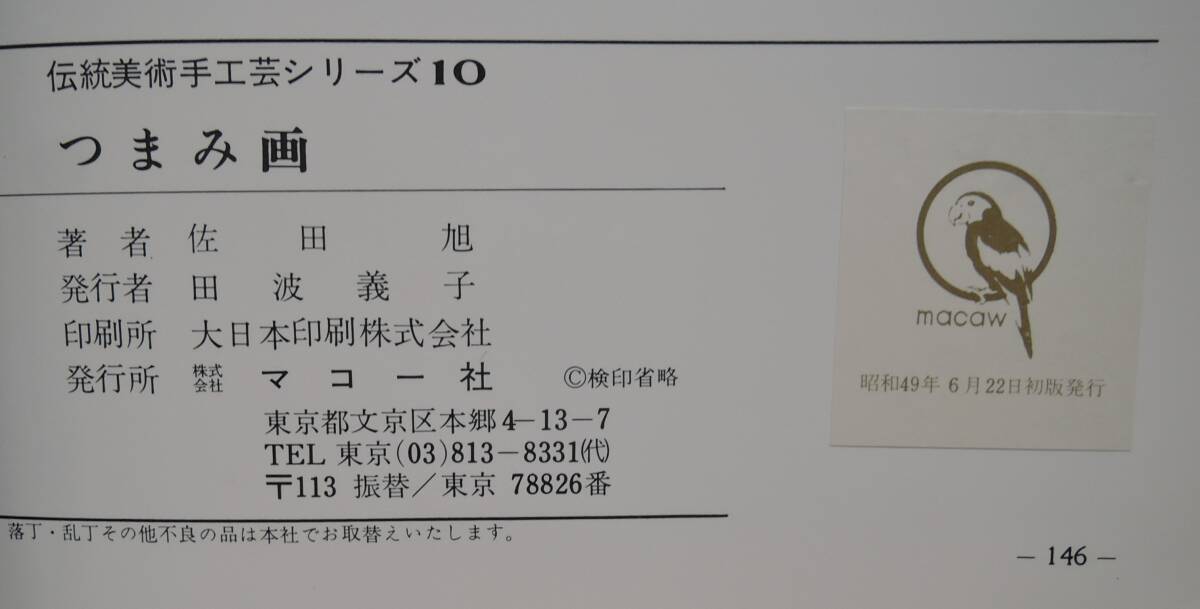 伝統美術手工芸シリーズ10
つまみ画
著者 佐田旭
発行者 田波義子
印刷所 大日本印刷株式会社
発行所 株式会社 マコー社 ©検印省略
東京都文京区本郷4-13-7
TEL 東京(03)813-8331(代)
〒113 振替/東京 78826番
落丁・乱丁その他不良の品は本社でお取替えいたします。
macaw
昭和49年6月22日初版発行
- 146 -